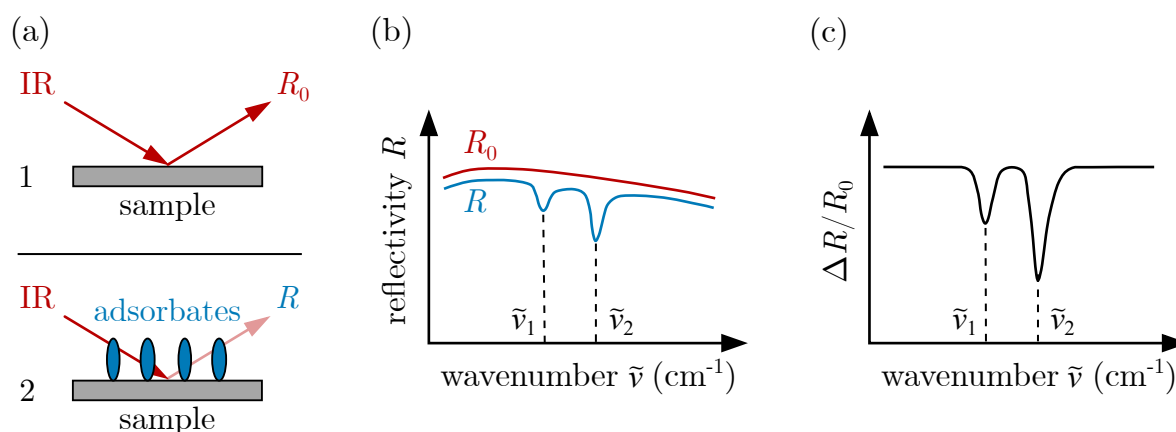 (a)
IR
R₀
1
sample
IR
adsorbates
R
2
sample
(b)
reflectivity R
R₀
R
ṽ₁
ṽ₂
wavenumber ṽ (cm⁻¹)
(c)
ΔR/R₀
ṽ₁
ṽ₂
wavenumber ṽ (cm⁻¹)